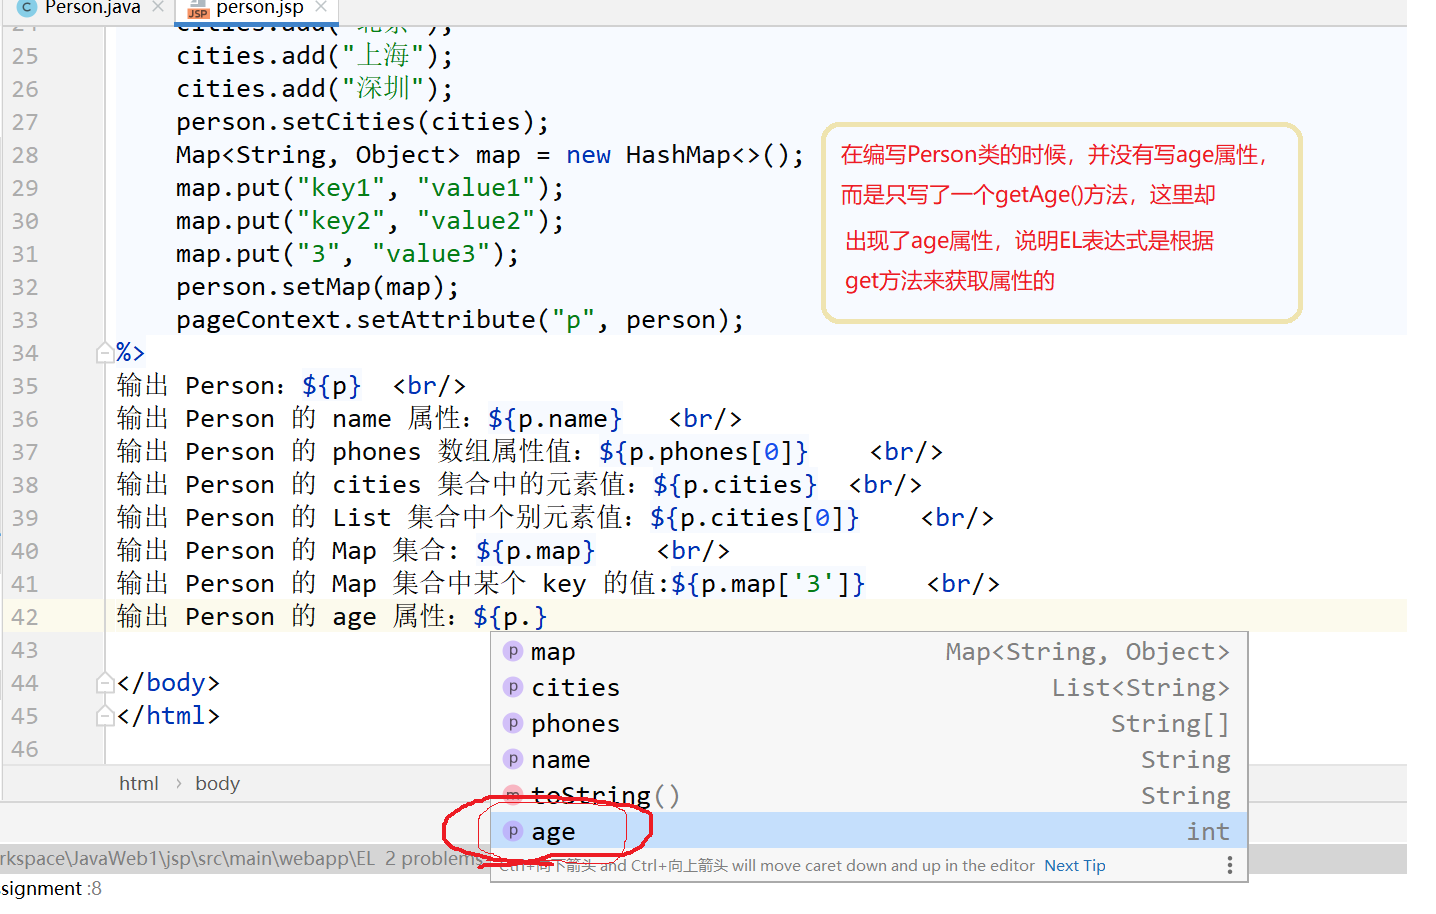 Person.java
person.jsp
24 cities.add("北京");
25 cities.add("上海");
26 cities.add("深圳");
27 person.setCities(cities);
28 Map<String, Object> map = new HashMap<>();
29 map.put("key1", "value1");
30 map.put("key2", "value2");
31 map.put("3", "value3");
32 person.setMap(map);
33 pageContext.setAttribute("p", person);
在编写Person类的时候，并没有写age属性，
而是只写了一个getAge()方法，这里却
出现了age属性，说明EL表达式是根据
get方法来获取属性的
34 %>
35 输出 Person：${p} <br/>
36 输出 Person 的 name 属性：${p.name} <br/>
37 输出 Person 的 phones 数组属性值：${p.phones[0]} <br/>
38 输出 Person 的 cities 集合中的元素值：${p.cities} <br/>
39 输出 Person 的 List 集合中个别元素值：${p.cities[0]} <br/>
40 输出 Person 的 Map 集合: ${p.map} <br/>
41 输出 Person 的 Map 集合中某个 key 的值:${p.map['3']} <br/>
42 输出 Person 的 age 属性：${p.}
43
44 </body>
45 </html>
46
p map Map<String, Object>
p cities List<String>
p phones String[]
p name String
m toString() String
p age int
Ctrl+向下箭头 and Ctrl+向上箭头 will move caret down and up in the editor Next Tip
html › body
rkspace\JavaWeb1\jsp\src\main\webapp\EL 2 problems
ssignment :8